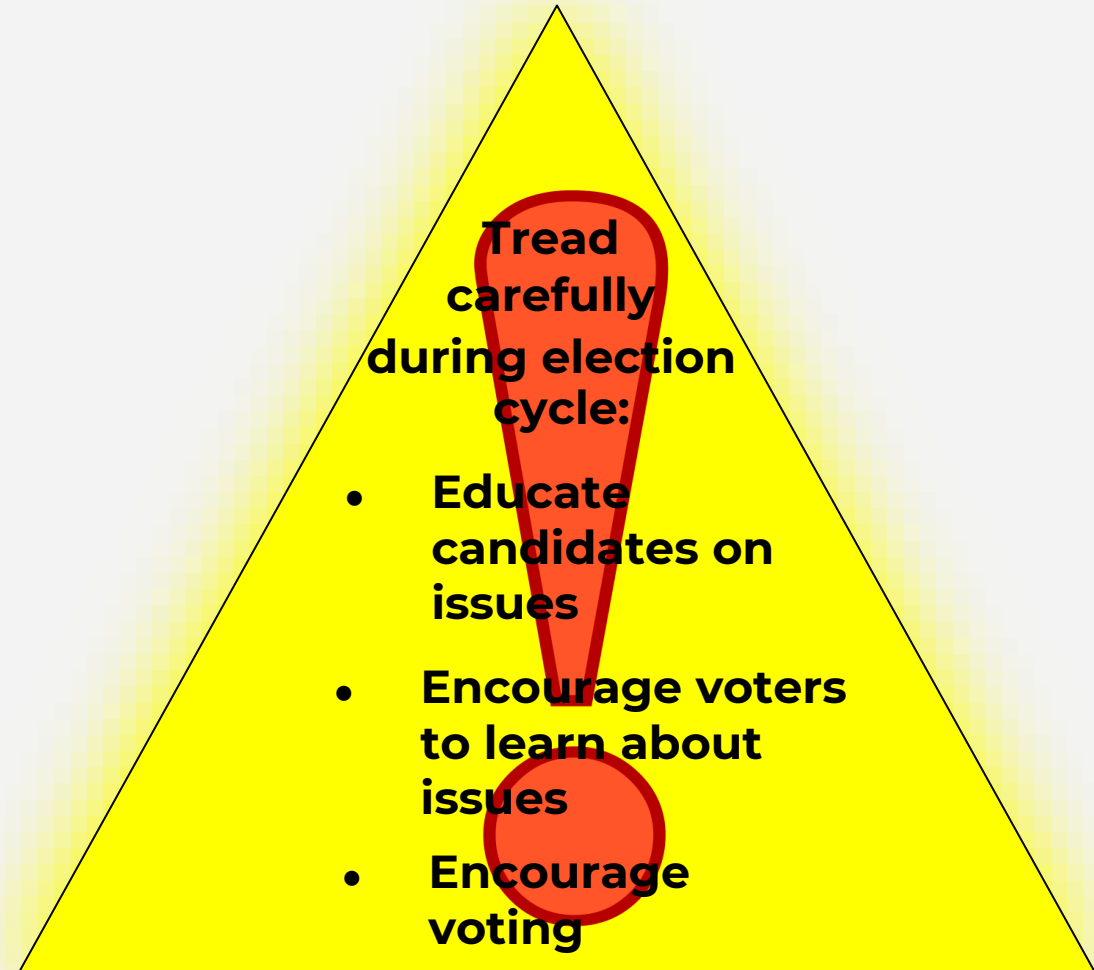 Tread
carefully
during election
cycle:
• Educate
candidates on
issues
• Encourage voters
to learn about
issues
• Encourage
voting